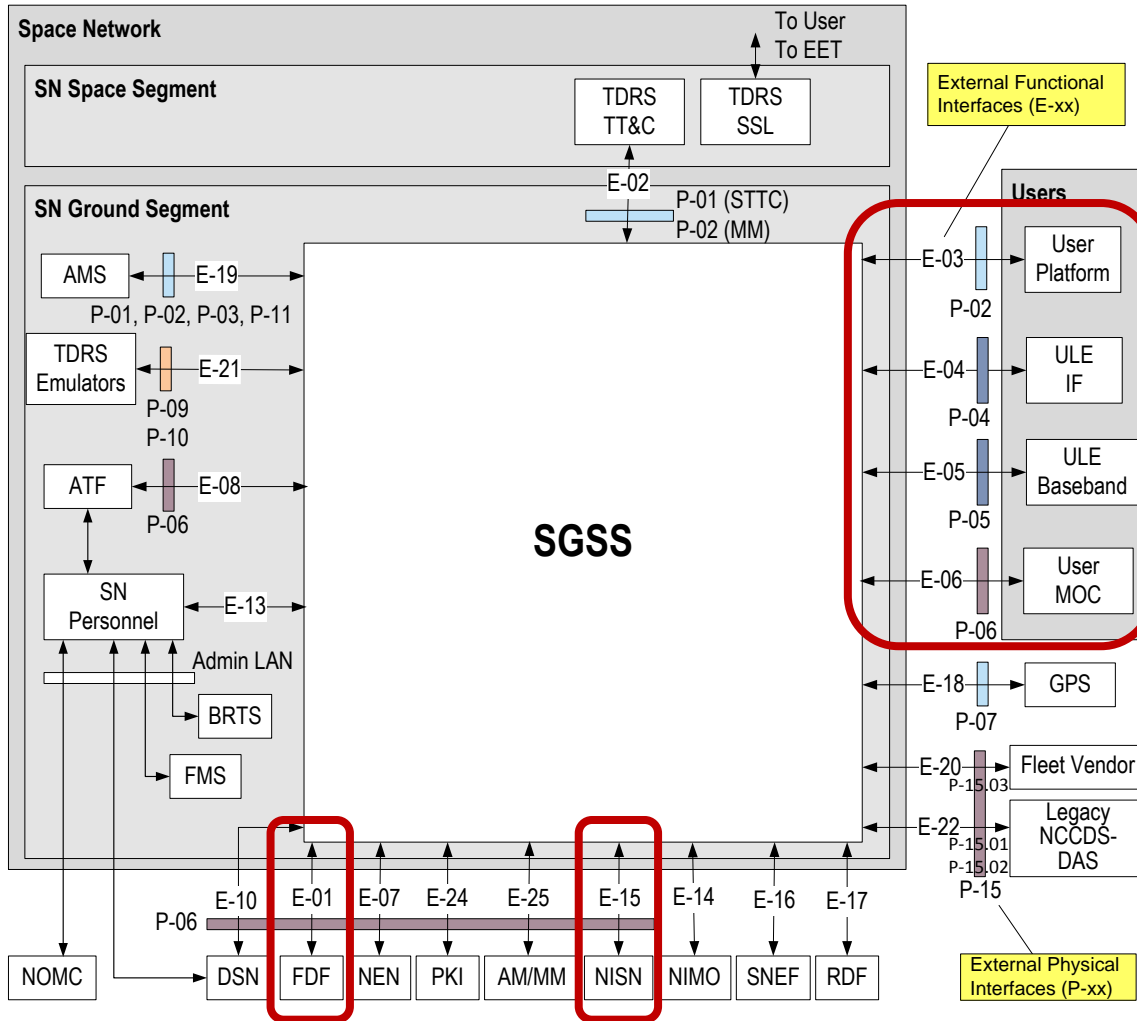 Space Network
To User
To EET
SN Space Segment
TDRS
TT&C
TDRS
SSL
External Functional
Interfaces (E-xx)
E-02
SN Ground Segment
P-01 (STTC)
P-02 (MM)
Users
AMS
E-19
P-01, P-02, P-03, P-11
E-03
User
Platform
P-02
TDRS
Emulators
E-21
P-09
P-10
E-04
ULE
IF
P-04
ATF
E-08
P-06
E-05
ULE
Baseband
P-05
SGSS
E-06
User
MOC
P-06
SN
Personnel
E-13
Admin LAN
BRTS
FMS
E-18
GPS
P-07
E-20
Fleet Vendor
P-15.03
E-22
Legacy
NCCDS-
DAS
P-15.01
P-15.02
P-15
P-06
E-10
E-01
E-07
E-24
E-25
E-15
E-14
E-16
E-17
NOMC
DSN
FDF
NEN
PKI
AM/MM
NISN
NIMO
SNEF
RDF
External Physical
Interfaces (P-xx)